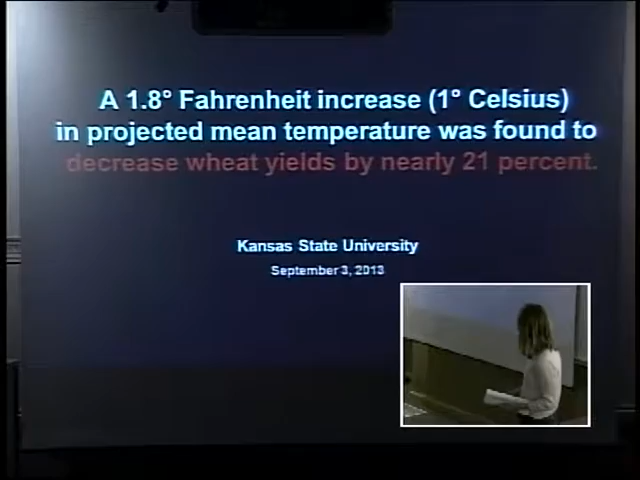 A 1.8° Fahrenheit increase (1° Celsius)
in projected mean temperature was found to
decrease wheat yields by nearly 21 percent.
Kansas State University
September 3, 2013